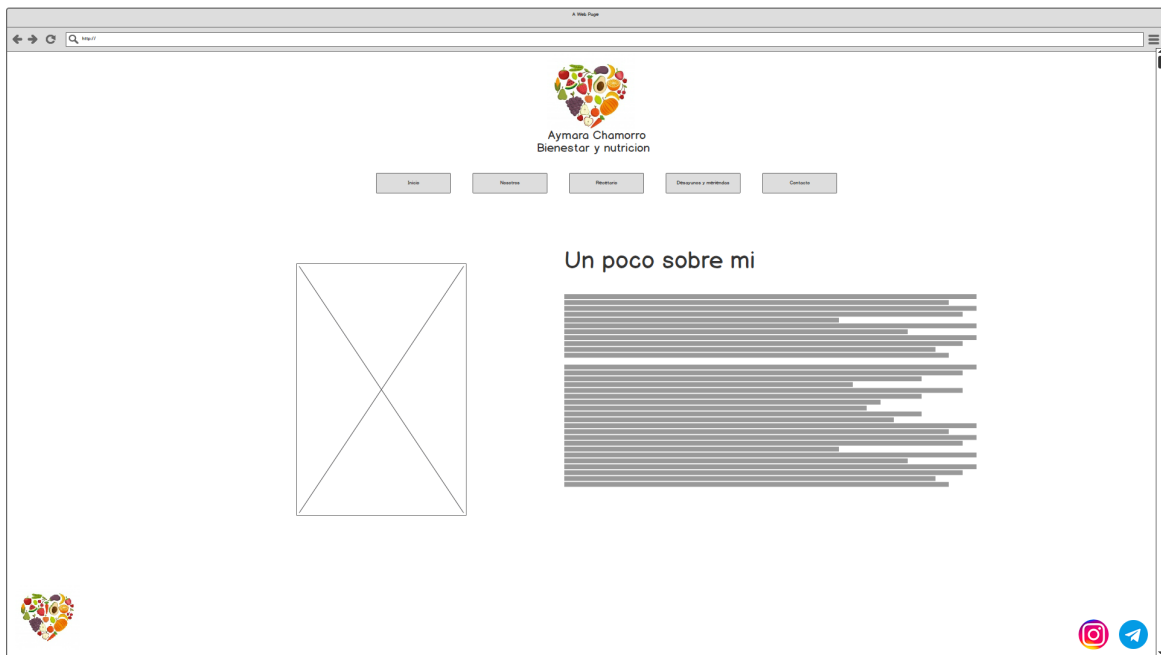 A Web Page
http://
Aymara Chamorro
Bienestar y nutricion
Inicio
Nosotros
Recetario
Desayunos y meriendas
Contacto
Un poco sobre mi